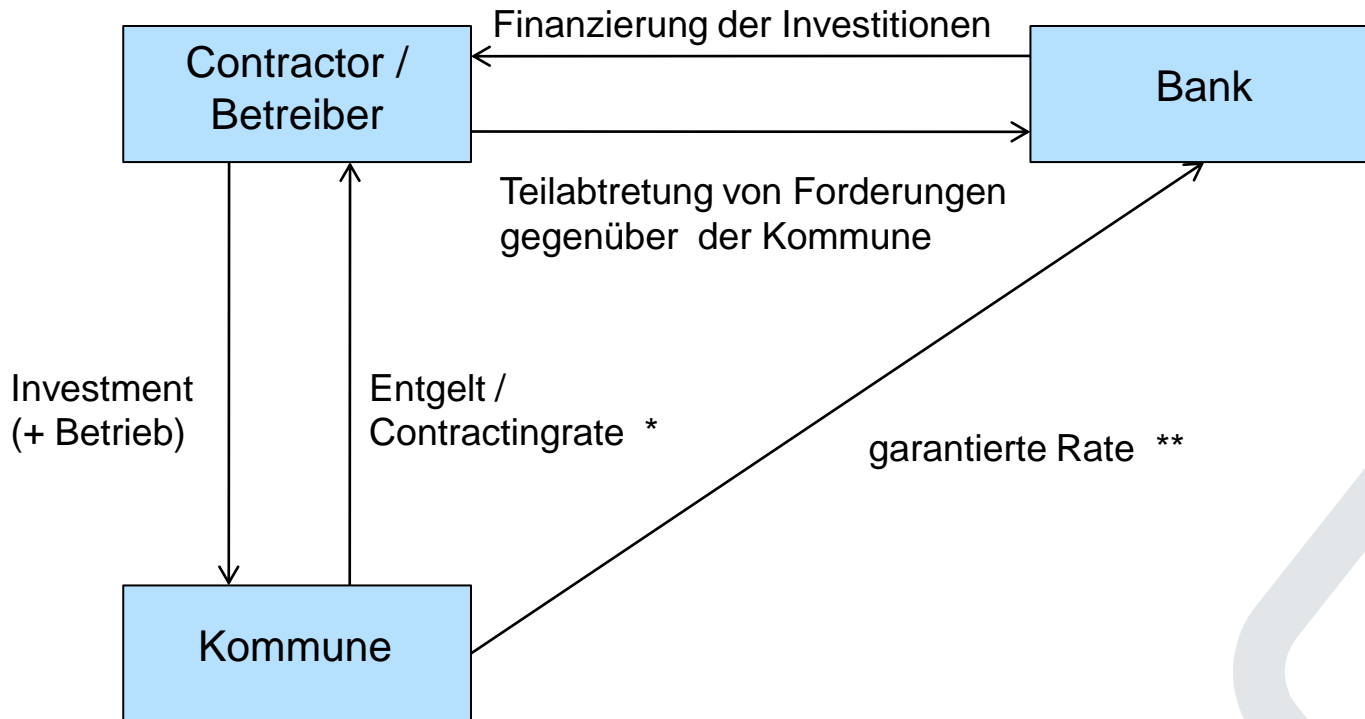 Finanzierung der Investitionen
Contractor /
Betreiber
Bank
Teilabtretung von Forderungen
gegenüber der Kommune
Investment
(+ Betrieb)
Entgelt /
Contractingrate *
garantierte Rate **
Kommune